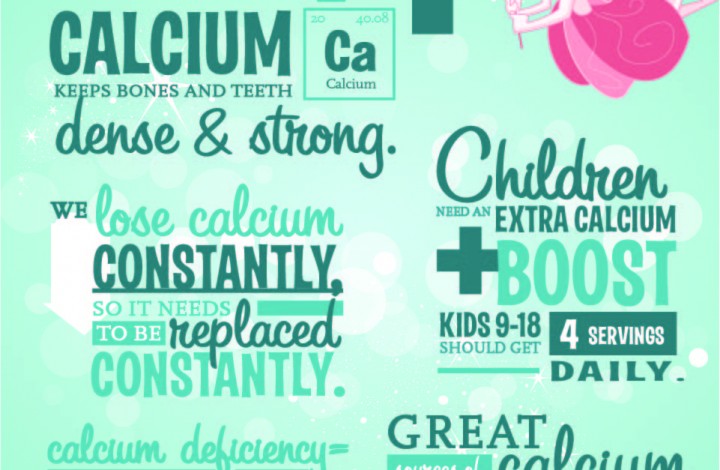 CALCIUM
20 40.08
Ca
Calcium
KEEPS BONES AND TEETH
dense & strong.
WE lose calcium
CONSTANTLY,
SO IT NEEDS
TO BE replaced
CONSTANTLY.
Children
NEED AN EXTRA CALCIUM
+ BOOST
KIDS 9-18
SHOULD GET
4 SERVINGS
DAILY.
calcium deficiency=
GREAT
sources of calcium